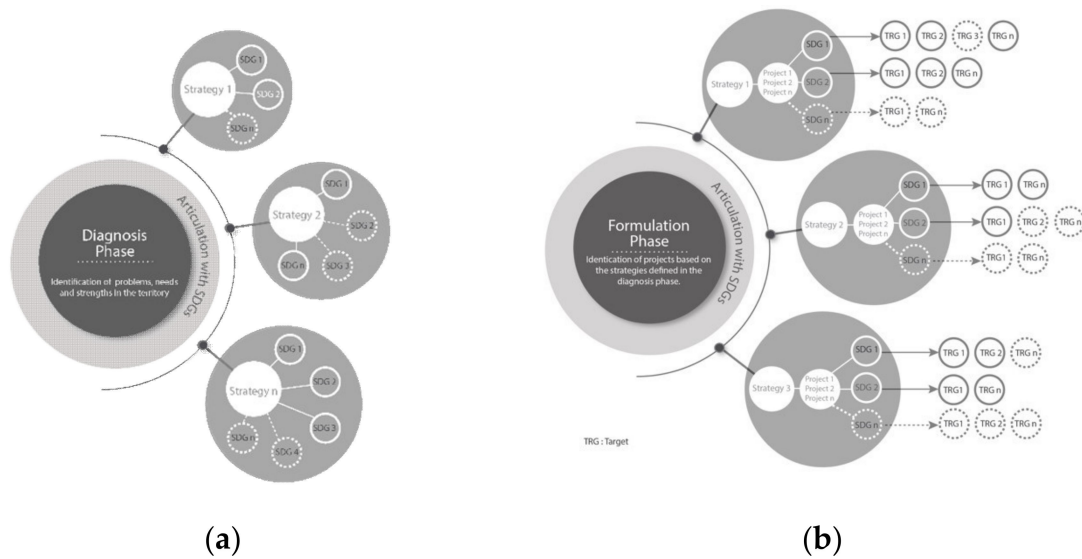 SDG 1
Strategy 1
SDG 2
SDG n
Diagnosis
Phase
Identification of problems, needs
and strengths in the territory
Articulation with SDGs
SDG 1
Strategy 2
SDG 2
SDG 3
SDG n
SDG 1
Strategy n
SDG 2
SDG 3
SDG n
SDG 4
(a)
SDG 1
TRG 1 TRG 2 TRG 3 TRG n
Strategy 1
Project 1
Project 2
Project n
SDG 2
TRG1 TRG 2 TRG n
SDG n
TRG1 TRG n
Formulation
Phase
Identication of projects based on
the strategies defined in the
diagnosis phase.
Articulation with SDGs
SDG 1
TRG 1 TRG n
Strategy 2
Project 1
Project 2
Project n
SDG 2
TRG1 TRG 2 TRG n
SDG n
TRG1 TRG n
SDG 1
TRG 1 TRG 2 TRG n
Strategy 3
Project 1
Project 2
Project n
SDG 2
TRG1 TRG n
SDG n
TRG1 TRG 2 TRG n
TRG : Target
(b)